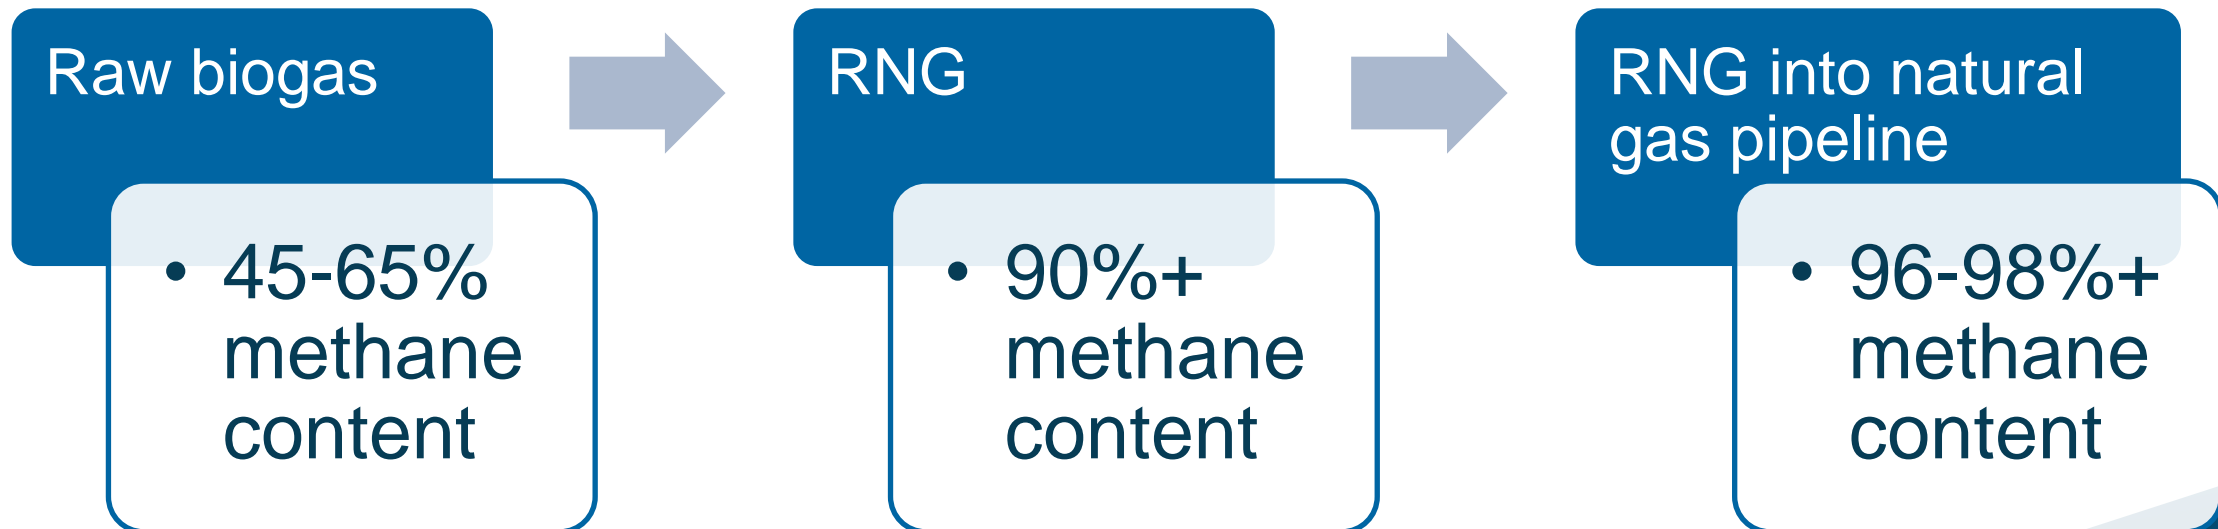 Raw biogas
• 45-65%
methane
content
RNG
• 90%+
methane
content
RNG into natural
gas pipeline
• 96-98%+
methane
content